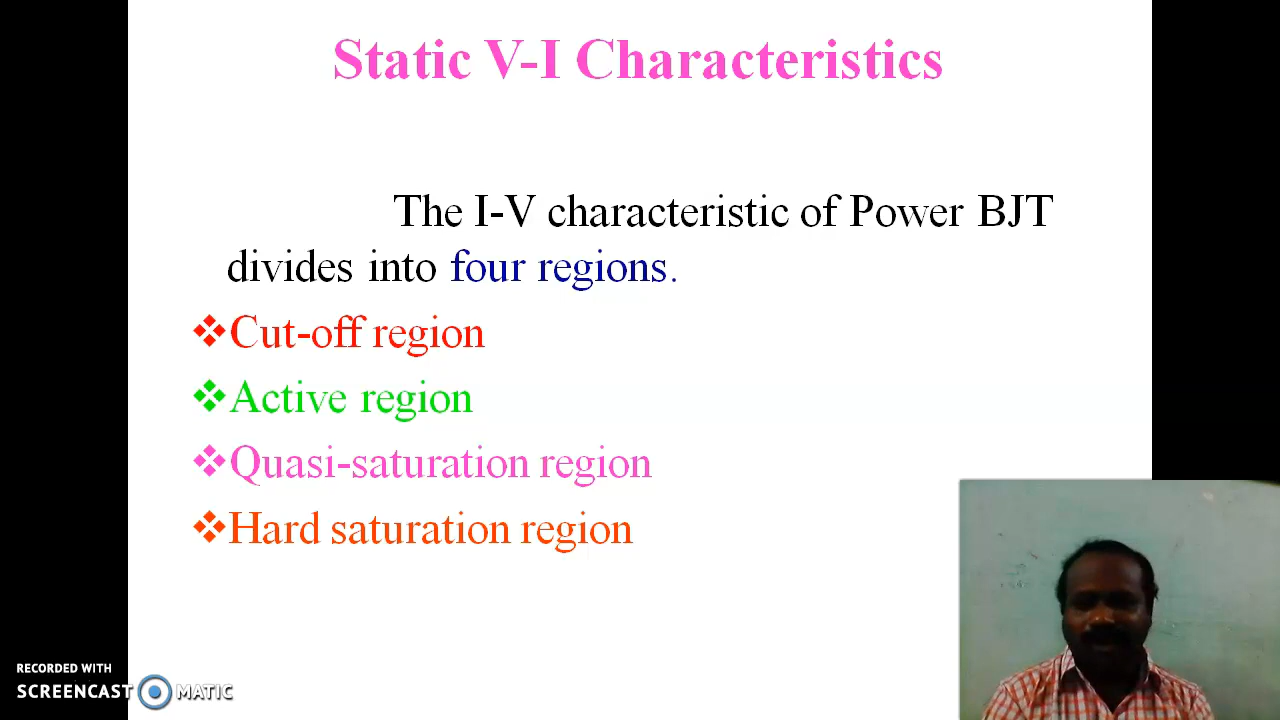 Static V-I Characteristics
The I-V characteristic of Power BJT
divides into four regions.
❖Cut-off region
❖Active region
❖Quasi-saturation region
❖Hard saturation region
RECORDED WITH
SCREENCAST MATIC